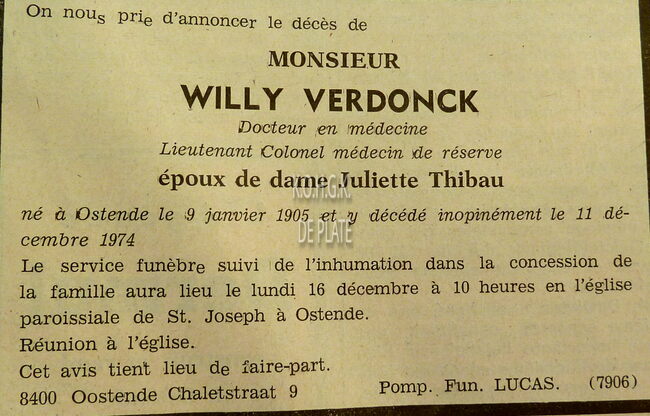 On nous prie d'annoncer le décès de
MONSIEUR
WILLY VERDONCK
Docteur en médecine
Lieutenant Colonel médecin de réserve
époux de dame Juliette Thibau
KO.H.G.K.
DE PLATE
né à Ostende le 9 janvier 1905 et y décédé inopinément le 11 dé-
cembre 1974
Le service funèbre suivi de l'inhumation dans la concession de
la famille aura lieu le lundi 16 décembre à 10 heures en l'église
paroissiale de St. Joseph à Ostende.
Réunion à l'église.
Cet avis tient lieu de faire-part.
8400 Oostende Chaletstraat 9 Pomp. Fun. LUCAS. (7906)